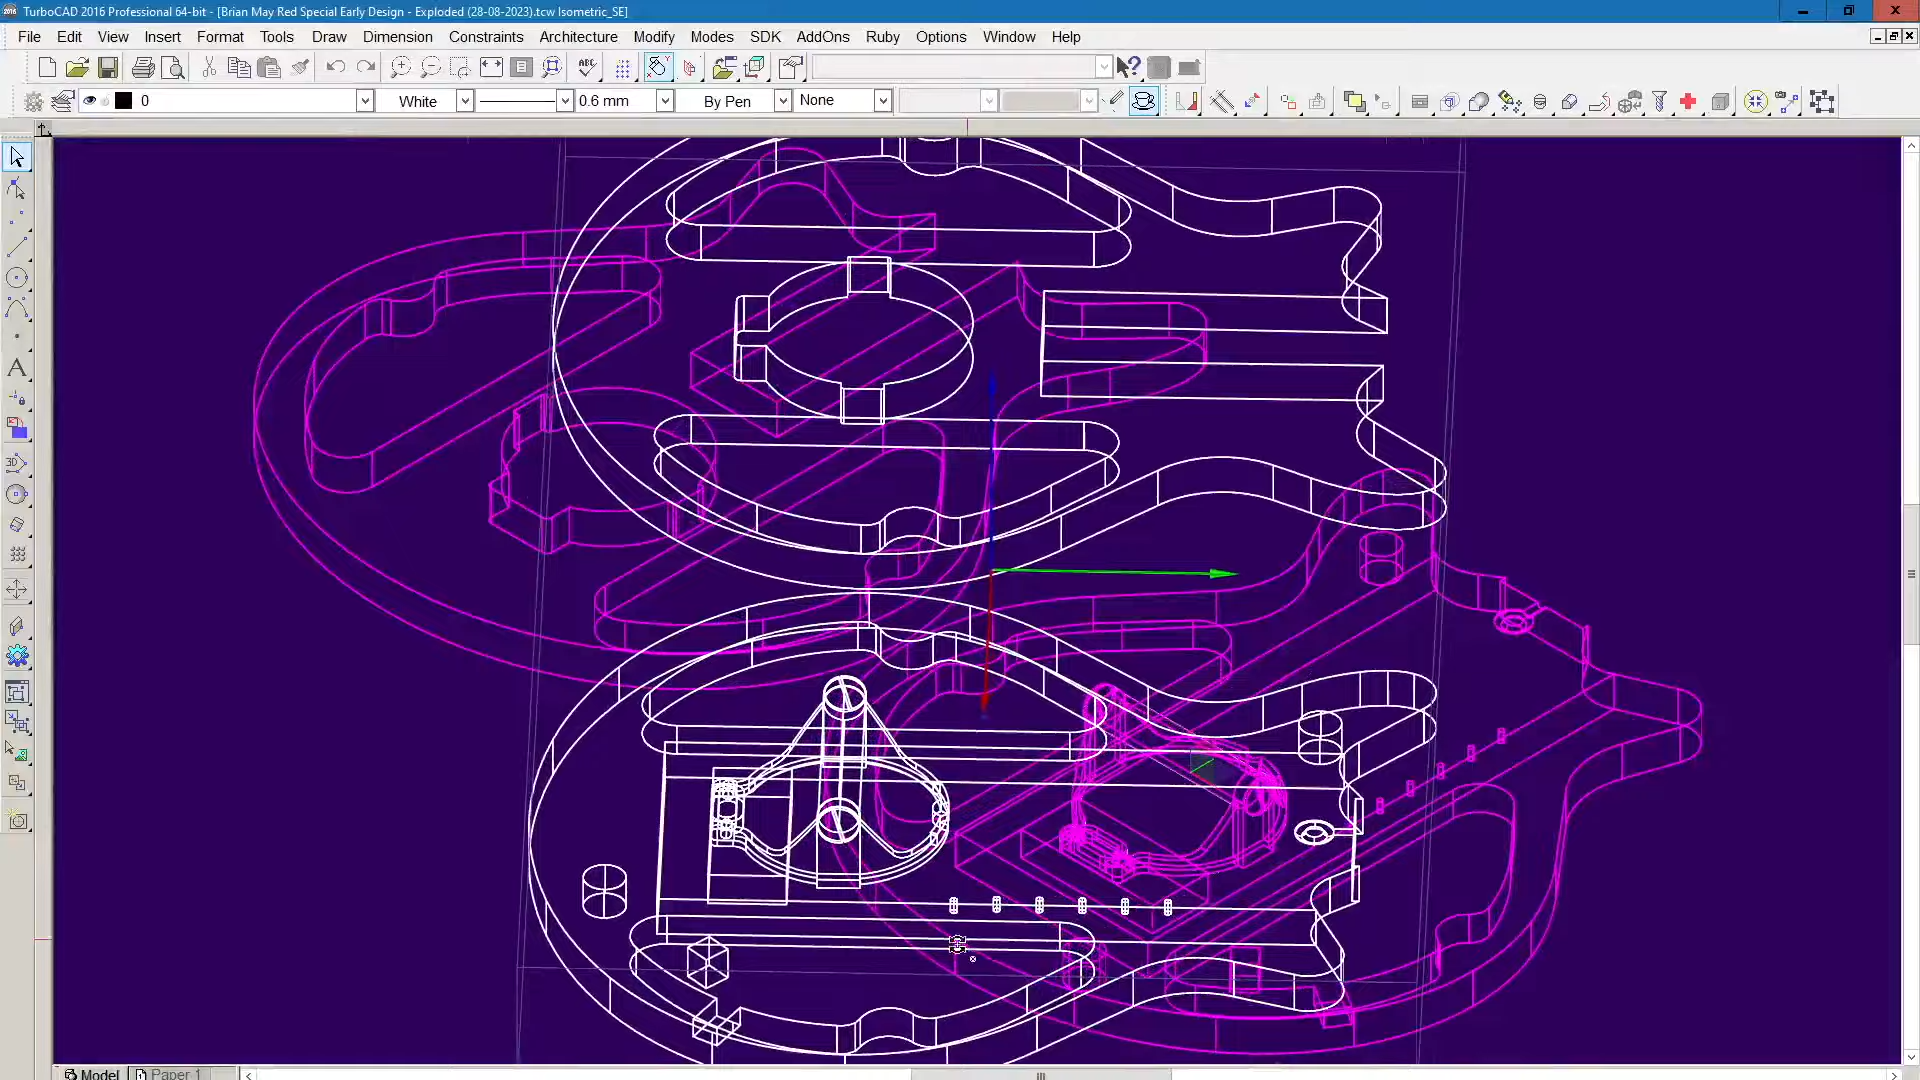 TurboCAD 2016 Professional 64-bit - [Brian May Red Special Early Design - Exploded (28-08-2023).tcw Isometric_SE]
File Edit View Insert Format Tools Draw Dimension Constraints Architecture Modify Modes SDK AddOns Ruby Options Window Help
0 White 0.6 mm By Pen None
Model Paper 1